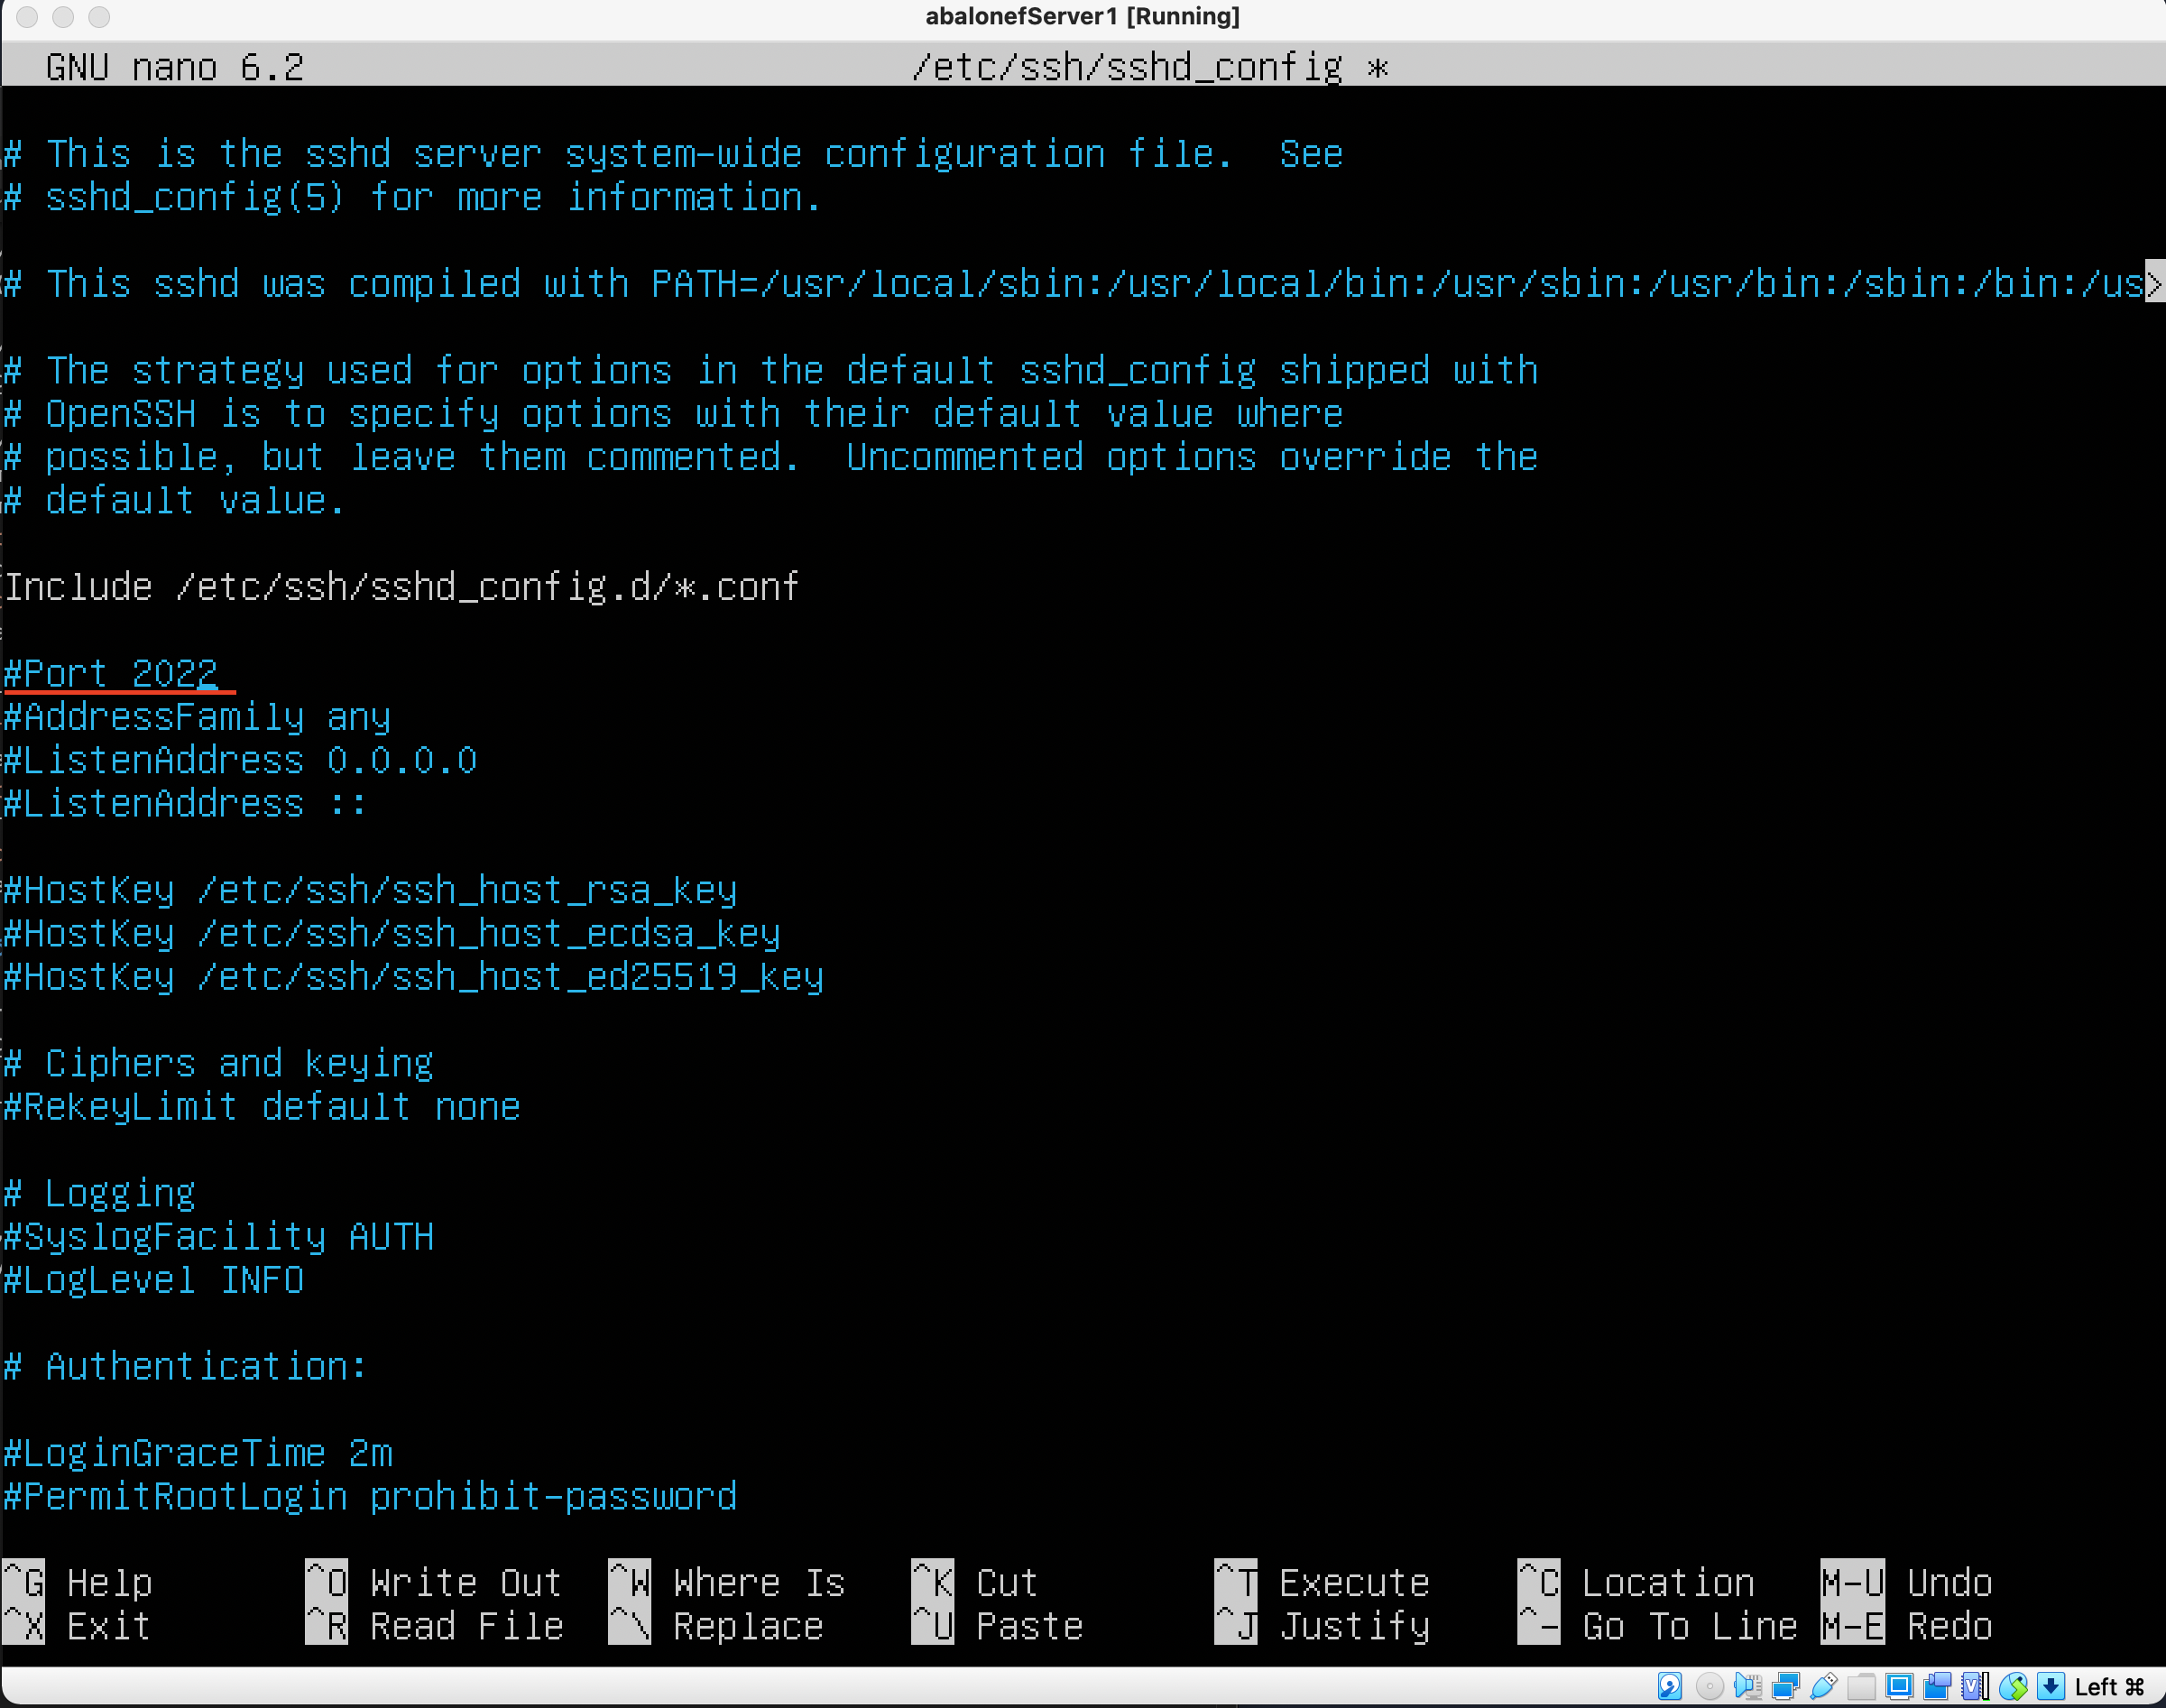 abalonefServer1 [Running]
GNU nano 6.2 /etc/ssh/sshd_config *
# This is the sshd server system-wide configuration file.  See
# sshd_config(5) for more information.
# This sshd was compiled with PATH=/usr/local/sbin:/usr/local/bin:/usr/sbin:/usr/bin:/sbin:/bin:/us>
# The strategy used for options in the default sshd_config shipped with
# OpenSSH is to specify options with their default value where
# possible, but leave them commented.  Uncommented options override the
# default value.
Include /etc/ssh/sshd_config.d/*.conf
#Port 2022
#AddressFamily any
#ListenAddress 0.0.0.0
#ListenAddress ::
#HostKey /etc/ssh/ssh_host_rsa_key
#HostKey /etc/ssh/ssh_host_ecdsa_key
#HostKey /etc/ssh/ssh_host_ed25519_key
# Ciphers and keying
#RekeyLimit default none
# Logging
#SyslogFacility AUTH
#LogLevel INFO
# Authentication:
#LoginGraceTime 2m
#PermitRootLogin prohibit-password
^G Help ^O Write Out ^W Where Is ^K Cut ^T Execute ^C Location M-U Undo
^X Exit ^R Read File ^\ Replace ^U Paste ^J Justify ^- Go To Line M-E Redo
Left ⌘